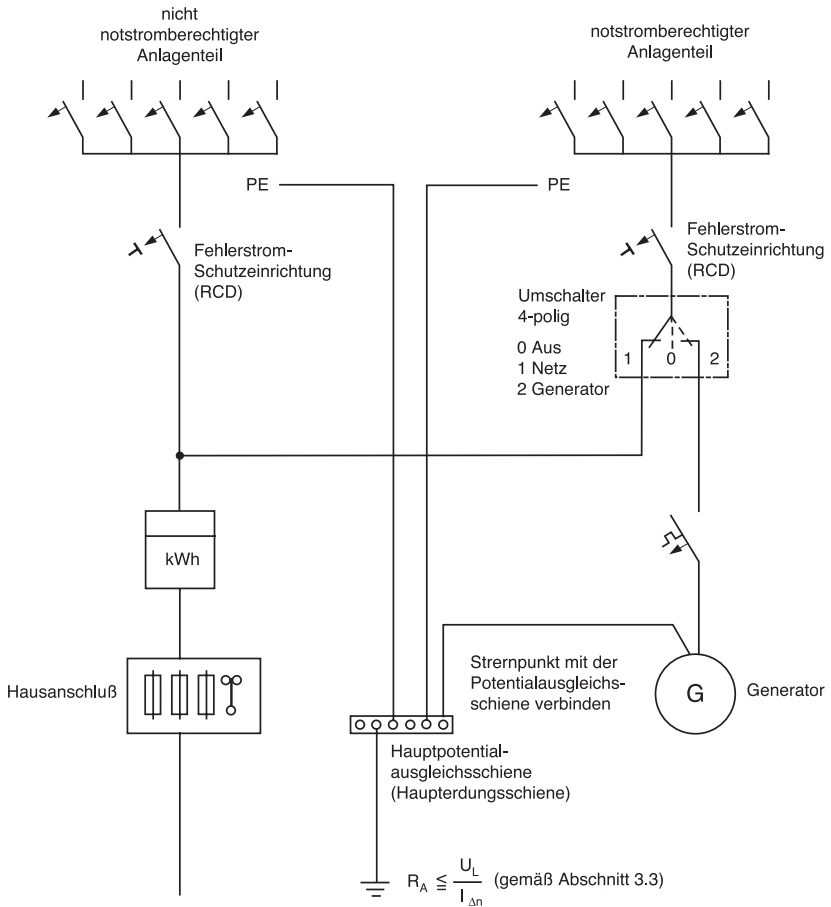 nicht
notstromberechtigter
Anlagenteil
notstromberechtigter
Anlagenteil
PE
PE
Fehlerstrom-
Schutzeinrichtung
(RCD)
Fehlerstrom-
Schutzeinrichtung
(RCD)
Umschalter
4-polig
0 Aus
1 Netz
2 Generator
1 0 2
kWh
Hausanschluß
Strernpunkt mit der
Potentialausgleichs-
schiene verbinden
G
Generator
Hauptpotential-
ausgleichsschiene
(Haupterdungsschiene)
R_A ≦ U_L / I_Δn (gemäß Abschnitt 3.3)